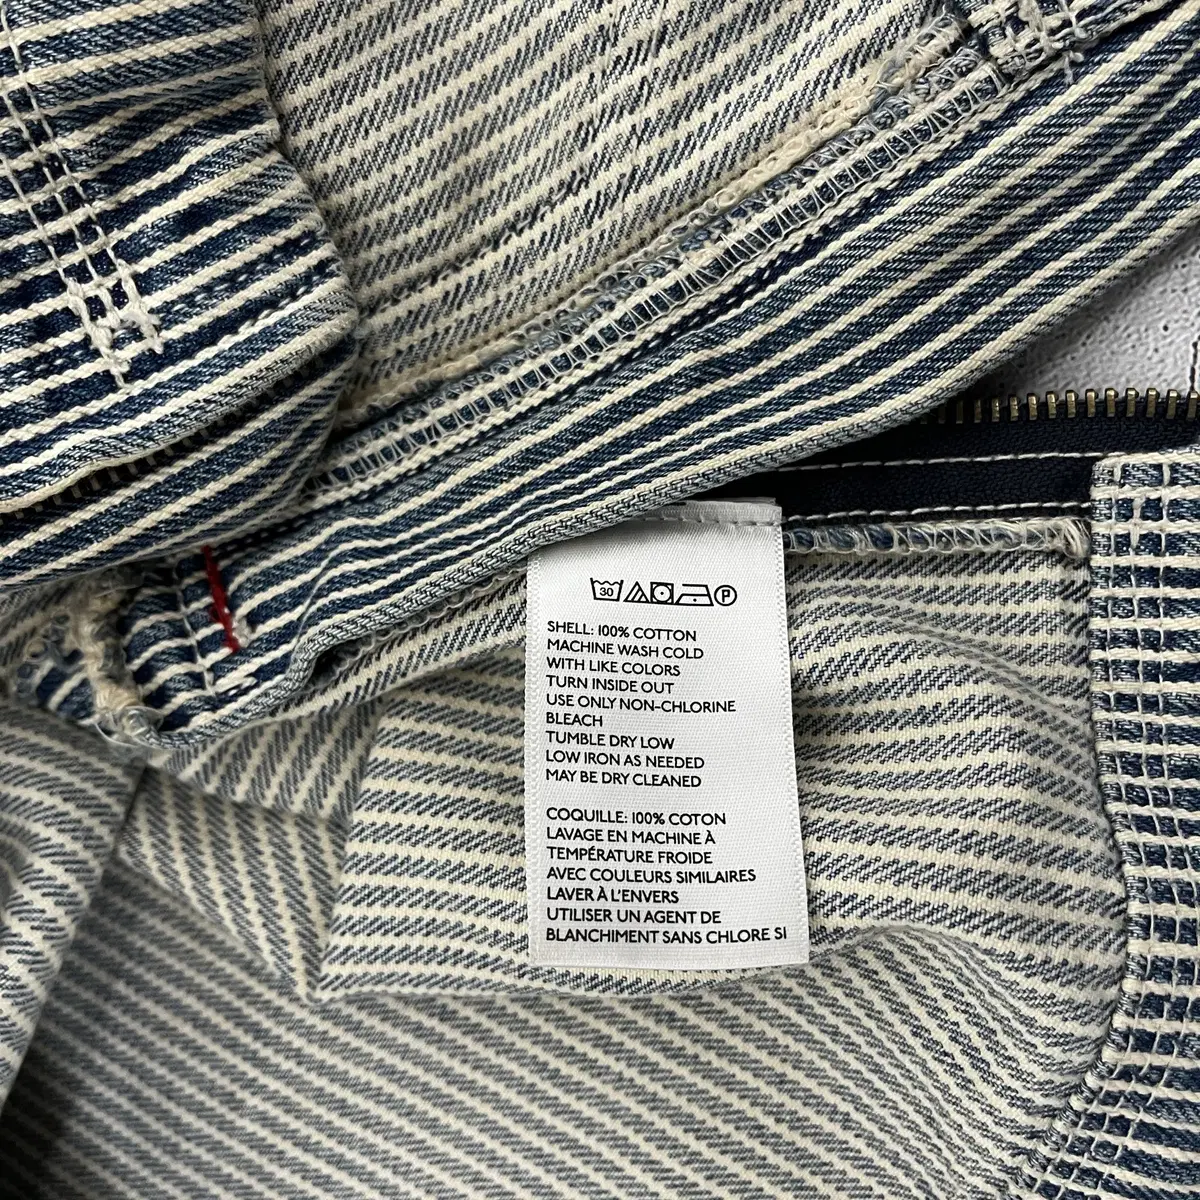 30 P
SHELL: 100% COTTON
MACHINE WASH COLD
WITH LIKE COLORS
TURN INSIDE OUT
USE ONLY NON-CHLORINE
BLEACH
TUMBLE DRY LOW
LOW IRON AS NEEDED
MAY BE DRY CLEANED
COQUILLE: 100% COTON
LAVAGE EN MACHINE À
TEMPÉRATURE FROIDE
AVEC COULEURS SIMILAIRES
LAVER À L'ENVERS
UTILISER UN AGENT DE
BLANCHIMENT SANS CHLORE SI